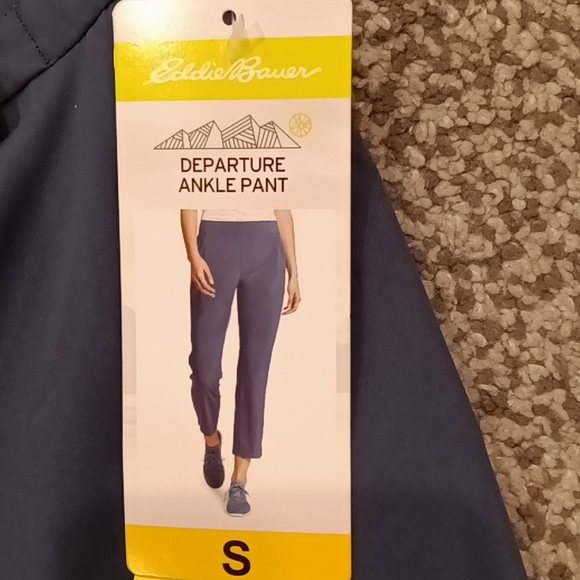 Eddie Bauer
DEPARTURE
ANKLE PANT
S